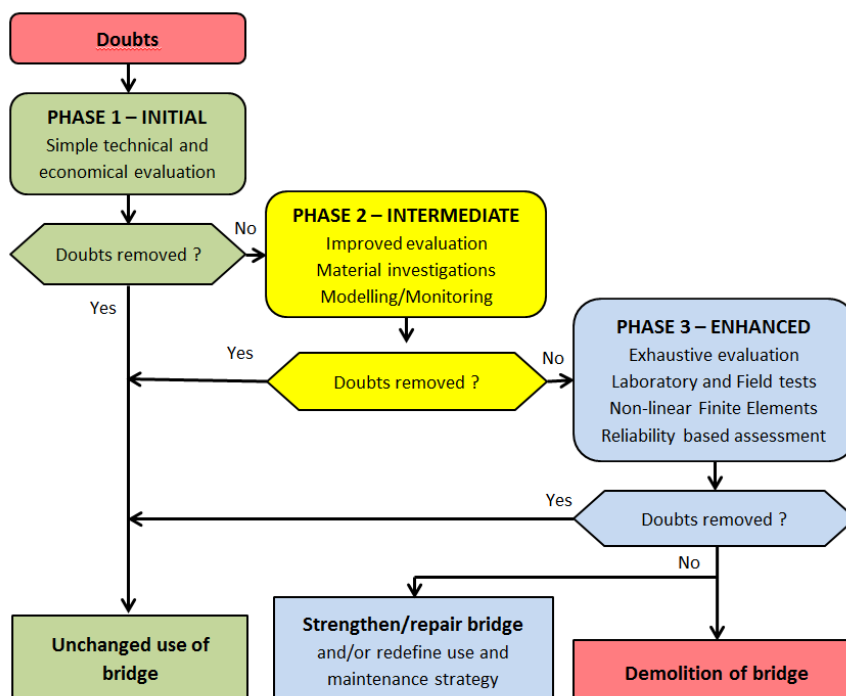 Doubts
PHASE 1 – INITIAL
Simple technical and
economical evaluation
Doubts removed ?
No
Yes
PHASE 2 – INTERMEDIATE
Improved evaluation
Material investigations
Modelling/Monitoring
Yes
Doubts removed ?
No
PHASE 3 – ENHANCED
Exhaustive evaluation
Laboratory and Field tests
Non-linear Finite Elements
Reliability based assessment
Yes
Doubts removed ?
No
Unchanged use of
bridge
Strengthen/repair bridge
and/or redefine use and
maintenance strategy
Demolition of bridge